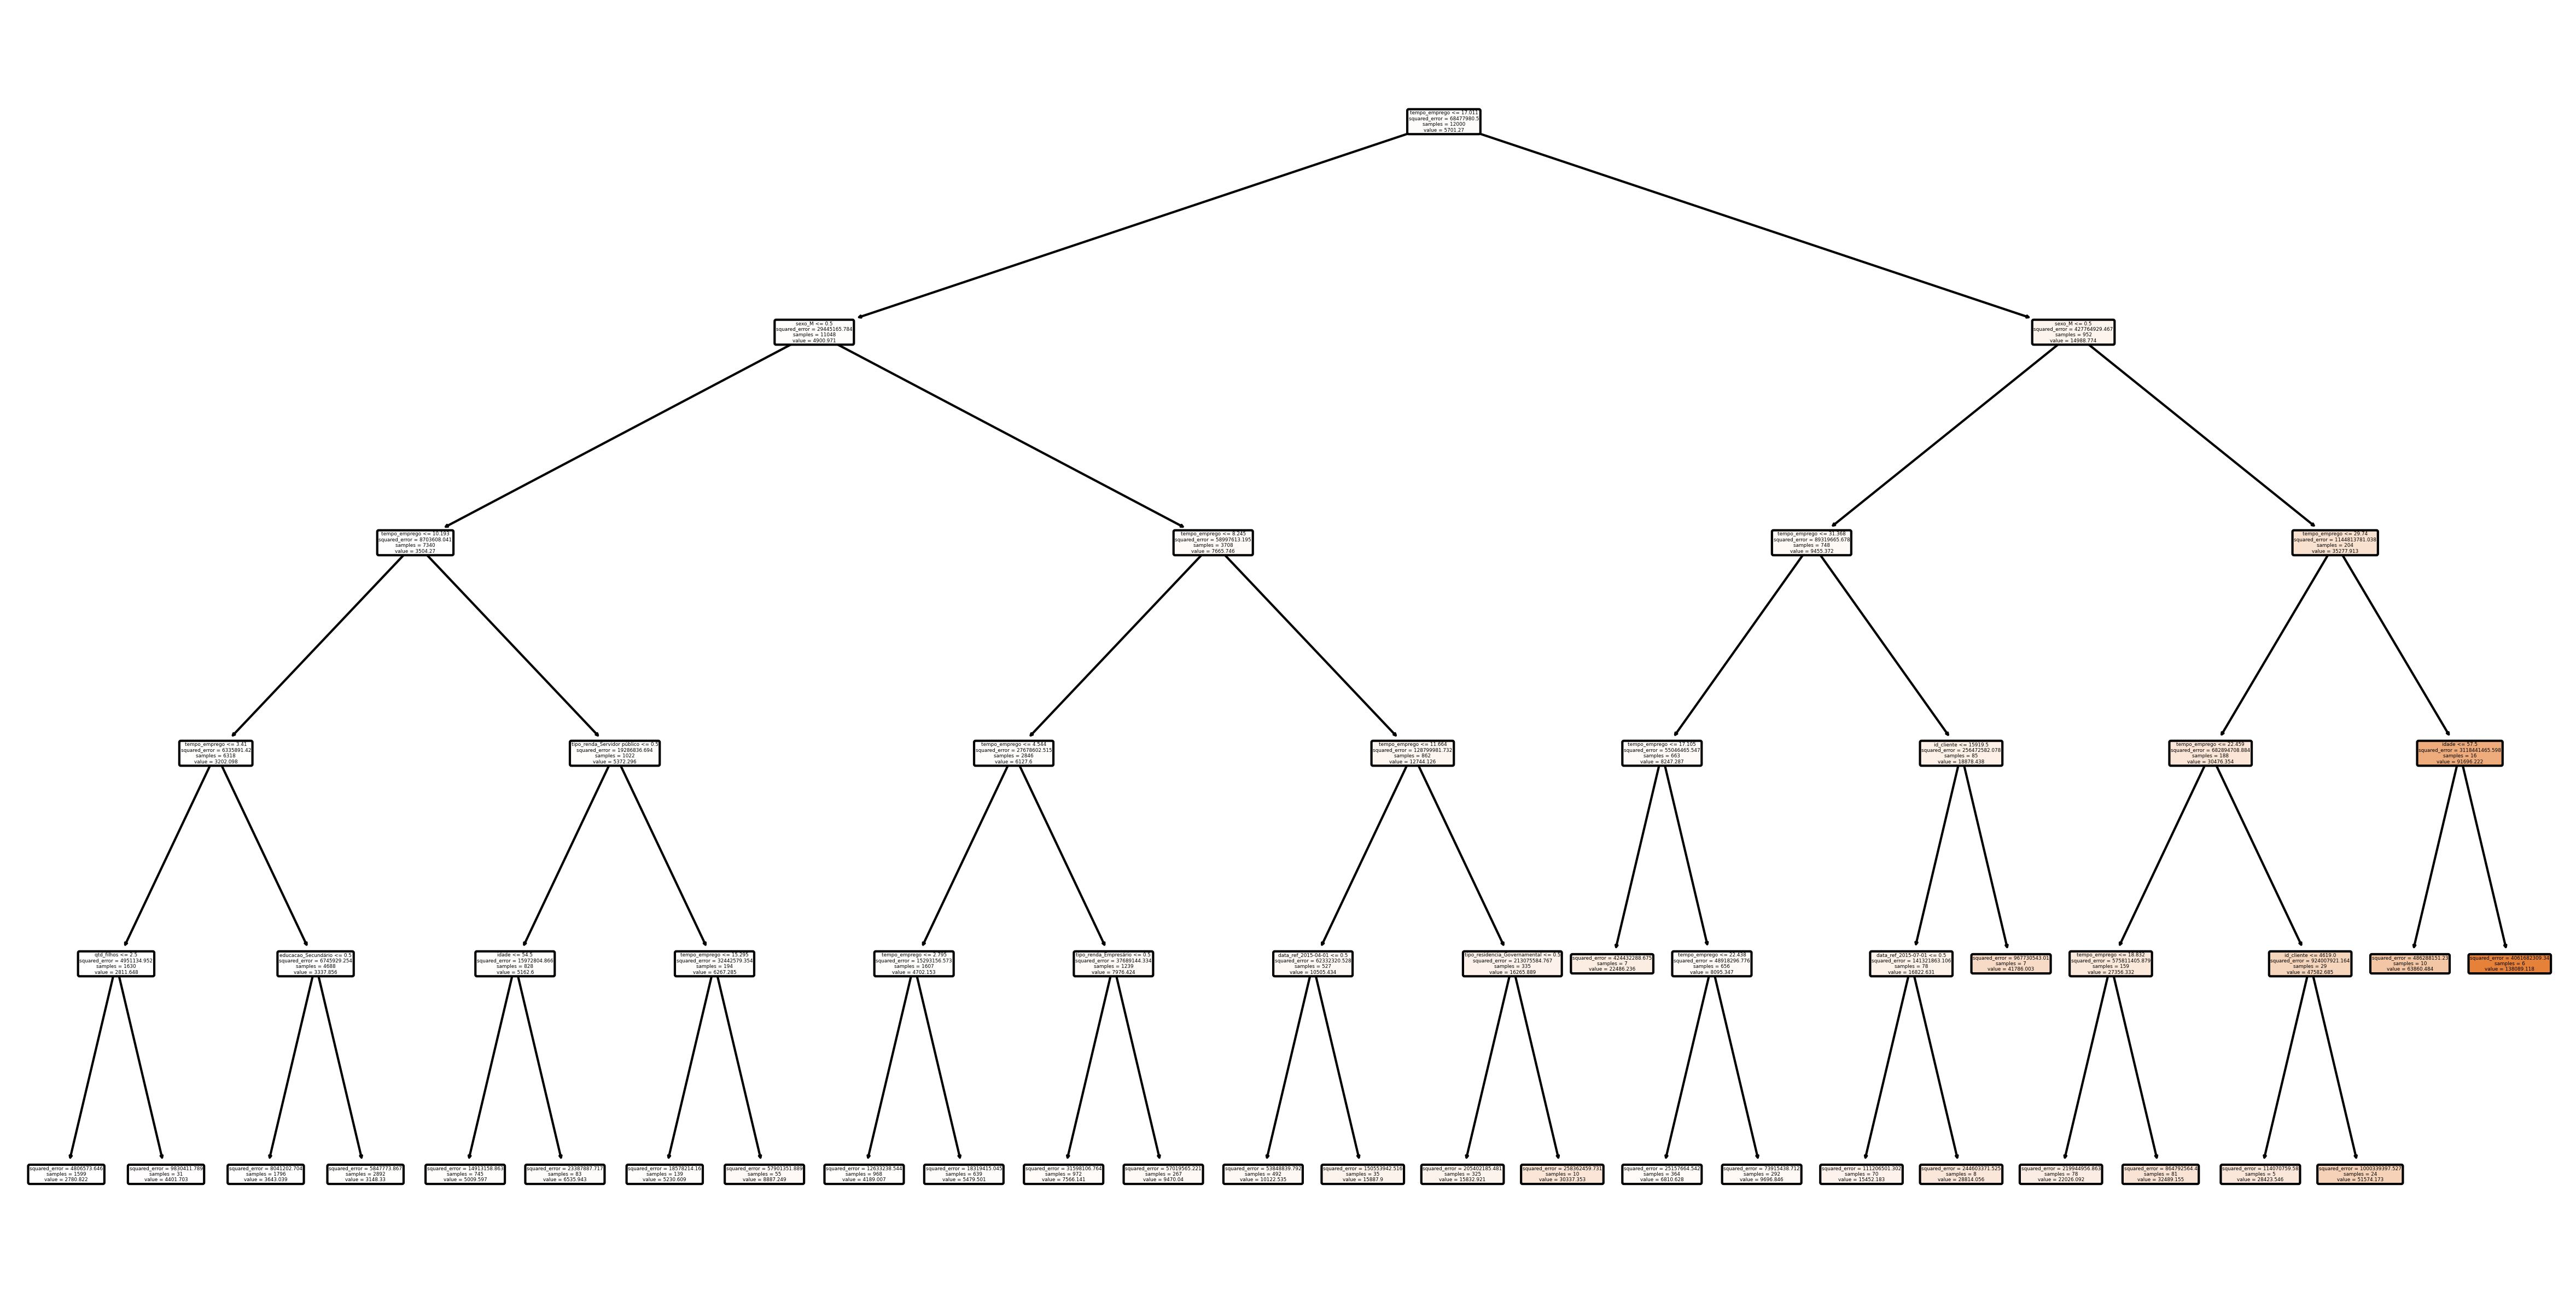 tempo_emprego <= 17.011
squared_error = 68477980.5
samples = 12000
value = 5701.27
sexo_M <= 0.5
squared_error = 29445165.784
samples = 11048
value = 4900.971
sexo_M <= 0.5
squared_error = 427764929.467
samples = 952
value = 14988.774
tempo_emprego <= 10.193
squared_error = 8703608.041
samples = 7340
value = 3504.27
tempo_emprego <= 8.245
squared_error = 58997613.195
samples = 3708
value = 7665.746
tempo_emprego <= 31.368
squared_error = 89319665.678
samples = 748
value = 9455.372
tempo_emprego <= 29.74
squared_error = 1144813781.038
samples = 204
value = 35277.913
tempo_emprego <= 3.41
squared_error = 6335891.42
samples = 6318
value = 3202.098
tipo_renda_Servidor público <= 0.5
squared_error = 19286836.694
samples = 1022
value = 5372.296
tempo_emprego <= 4.544
squared_error = 27678602.515
samples = 2846
value = 6127.6
tempo_emprego <= 11.664
squared_error = 128799981.732
samples = 862
value = 12744.126
tempo_emprego <= 17.105
squared_error = 55046465.547
samples = 663
value = 8247.287
id_cliente <= 15919.5
squared_error = 256472582.078
samples = 85
value = 18878.438
tempo_emprego <= 22.459
squared_error = 682894708.884
samples = 188
value = 30476.354
idade <= 57.5
squared_error = 3118441465.598
samples = 16
value = 91696.222
qtd_filhos <= 2.5
squared_error = 4951134.952
samples = 1630
value = 2811.648
educacao_Secundário <= 0.5
squared_error = 6745929.254
samples = 4688
value = 3337.856
idade <= 54.5
squared_error = 15972804.866
samples = 828
value = 5162.6
tempo_emprego <= 15.295
squared_error = 32442579.354
samples = 194
value = 6267.285
tempo_emprego <= 2.795
squared_error = 15293156.573
samples = 1607
value = 4702.153
tipo_renda_Empresário <= 0.5
squared_error = 37689144.334
samples = 1239
value = 7976.424
data_ref_2015-04-01 <= 0.5
squared_error = 62332320.528
samples = 527
value = 10505.434
tipo_residencia_Governamental <= 0.5
squared_error = 213075584.767
samples = 335
value = 16265.889
squared_error = 424432288.675
samples = 7
value = 22486.236
tempo_emprego <= 22.438
squared_error = 48918296.776
samples = 656
value = 8095.347
data_ref_2015-07-01 <= 0.5
squared_error = 141321863.106
samples = 78
value = 16822.631
squared_error = 967730543.01
samples = 7
value = 41786.003
tempo_emprego <= 18.832
squared_error = 575811405.879
samples = 159
value = 27356.332
id_cliente <= 4619.0
squared_error = 924007921.164
samples = 29
value = 47582.685
squared_error = 486288151.23
samples = 10
value = 63860.484
squared_error = 4061682309.34
samples = 6
value = 138089.118
squared_error = 4806573.646
samples = 1599
value = 2780.822
squared_error = 9830411.789
samples = 31
value = 4401.703
squared_error = 8041202.704
samples = 1796
value = 3643.039
squared_error = 5847773.867
samples = 2892
value = 3148.33
squared_error = 14913158.863
samples = 745
value = 5009.597
squared_error = 23387887.717
samples = 83
value = 6535.943
squared_error = 18578214.16
samples = 139
value = 5230.609
squared_error = 57901351.889
samples = 55
value = 8887.249
squared_error = 12633238.544
samples = 968
value = 4189.007
squared_error = 18319415.045
samples = 639
value = 5479.501
squared_error = 31598106.764
samples = 972
value = 7566.141
squared_error = 57019565.221
samples = 267
value = 9470.04
squared_error = 53848839.792
samples = 492
value = 10122.535
squared_error = 150553942.516
samples = 35
value = 15887.9
squared_error = 205402185.481
samples = 325
value = 15832.921
squared_error = 258362459.731
samples = 10
value = 30337.353
squared_error = 25157664.542
samples = 364
value = 6810.628
squared_error = 73915438.712
samples = 292
value = 9696.846
squared_error = 111206501.302
samples = 70
value = 15452.183
squared_error = 244603371.525
samples = 8
value = 28814.056
squared_error = 219944956.863
samples = 78
value = 22026.092
squared_error = 864792564.4
samples = 81
value = 32489.155
squared_error = 114070759.58
samples = 5
value = 28423.546
squared_error = 1000339397.527
samples = 24
value = 51574.173